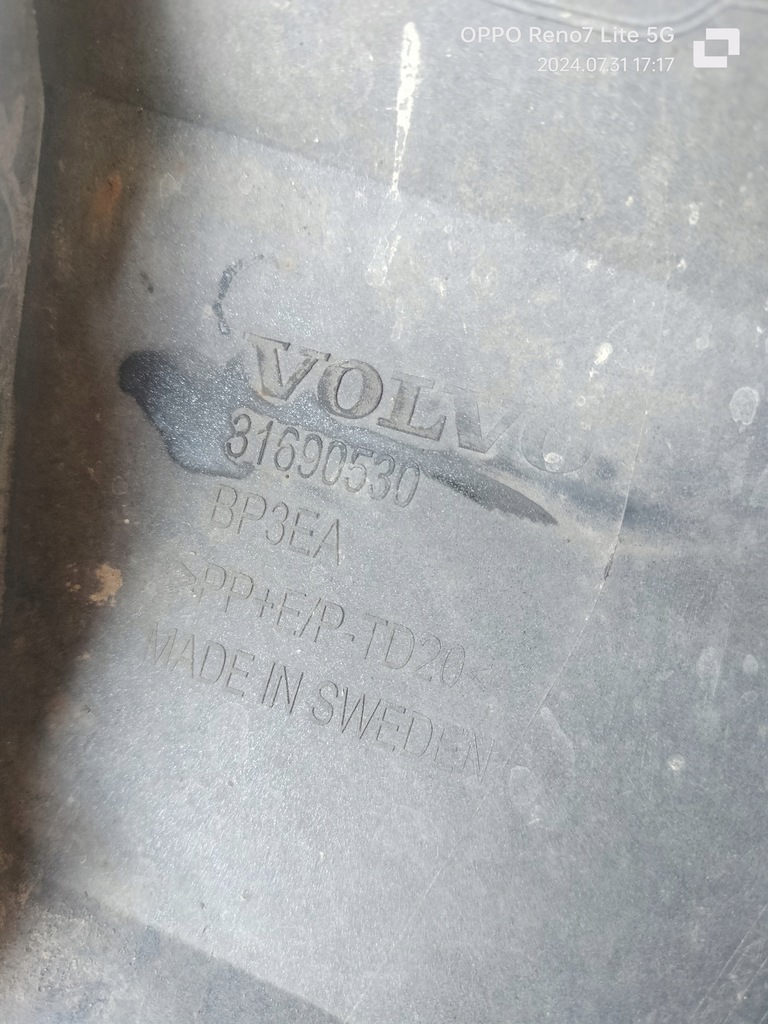 OPPO Reno7 Lite 5G
2024.07.31 17:17
VOLVO
31690530
BP3EA
>PP+E/P-TD20<
MADE IN SWEDEN